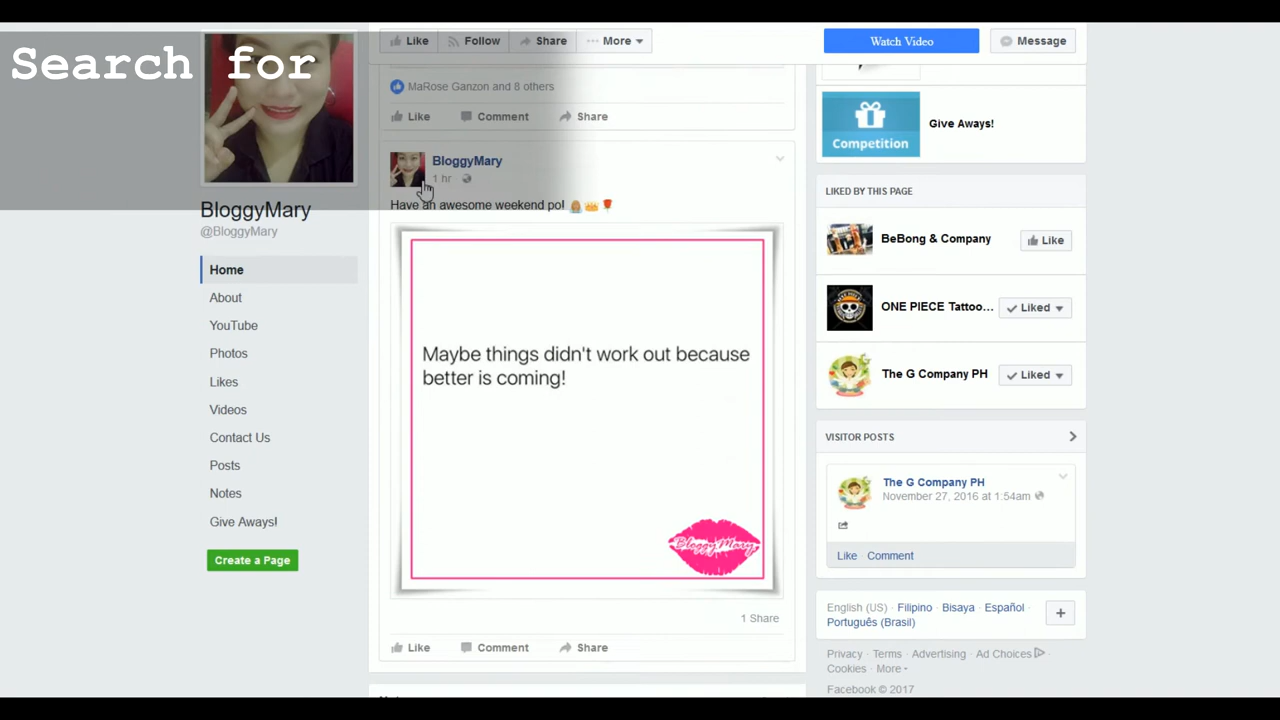 Search for
Like
Follow
Share
More
Watch Video
Message
MaRose Ganzon and 8 others
Like
Comment
Share
Give Aways!
Competition
BloggyMary
1 hr
LIKED BY THIS PAGE
Have an awesome weekend po!
BloggyMary
@BloggyMary
BeBong & Company
Like
Home
About
YouTube
Photos
Likes
Videos
Contact Us
Posts
Notes
Give Aways!
Create a Page
ONE PIECE Tattoo...
Liked
The G Company PH
Liked
Maybe things didn't work out because
better is coming!
Bloggy Mary
VISITOR POSTS
The G Company PH
November 27, 2016 at 1:54am
Like Comment
1 Share
Like
Comment
Share
English (US) · Filipino · Bisaya · Español ·
Português (Brasil)
Privacy · Terms · Advertising · Ad Choices ·
Cookies · More
Facebook © 2017